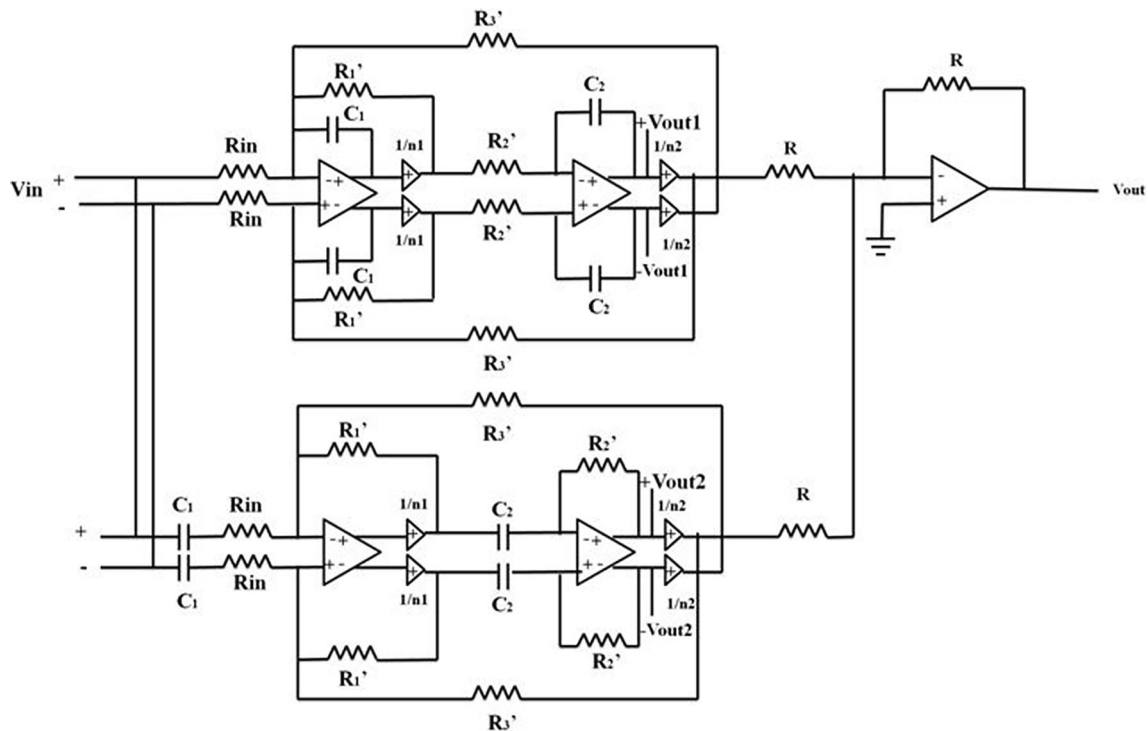 R3'
R
R1'
C2
C1
+Vout1
1/n1
1/n2
Rin
R2'
R
Vin
+
-+
+
-+
+
-
-
+-
+
+-
+
+
Vout
Rin
R2'
1/n1
1/n2
C1
-Vout1
C2
R1'
R3'
R3'
R1'
R2'
+Vout2
R
C1
Rin
1/n1
C2
1/n2
+
-+
+
-+
+
-
+-
+
+-
+
C1
Rin
1/n1
C2
1/n2
-Vout2
R1'
R2'
R3'